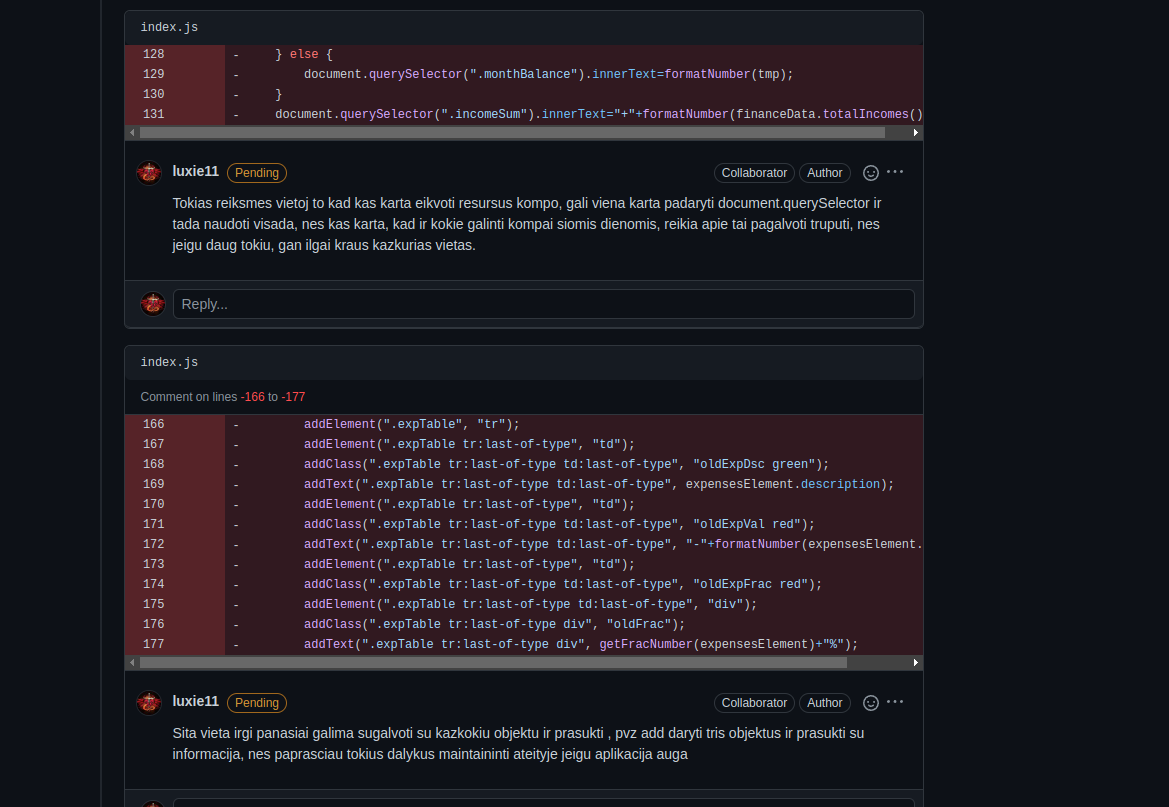 index.js
128 - } else {
129 - document.querySelector(".monthBalance").innerText=formatNumber(tmp);
130 - }
131 - document.querySelector(".incomeSum").innerText="+"+formatNumber(financeData.totalIncomes()
luxie11 Pending Collaborator Author
Tokias reiksmes vietoj to kad kas karta eikvoti resursus kompo, gali viena karta padaryti document.querySelector ir
tada naudoti visada, nes kas karta, kad ir kokie galinti kompai siomis dienomis, reikia apie tai pagalvoti truputi, nes
jeigu daug tokiu, gan ilgai kraus kazkurias vietas.
Reply...
index.js
Comment on lines -166 to -177
166 - addElement(".expTable", "tr");
167 - addElement(".expTable tr:last-of-type", "td");
168 - addClass(".expTable tr:last-of-type td:last-of-type", "oldExpDsc green");
169 - addText(".expTable tr:last-of-type td:last-of-type", expensesElement.description);
170 - addElement(".expTable tr:last-of-type", "td");
171 - addClass(".expTable tr:last-of-type td:last-of-type", "oldExpVal red");
172 - addText(".expTable tr:last-of-type td:last-of-type", "-"+formatNumber(expensesElement.
173 - addElement(".expTable tr:last-of-type", "td");
174 - addClass(".expTable tr:last-of-type td:last-of-type", "oldExpFrac red");
175 - addElement(".expTable tr:last-of-type td:last-of-type", "div");
176 - addClass(".expTable tr:last-of-type div", "oldFrac");
177 - addText(".expTable tr:last-of-type div", getFracNumber(expensesElement)+"%");
luxie11 Pending Collaborator Author
Sita vieta irgi panasiai galima sugalvoti su kazkokiu objektu ir prasukti , pvz add daryti tris objektus ir prasukti su
informacija, nes paprasciau tokius dalykus maintaininti ateityje jeigu aplikacija auga